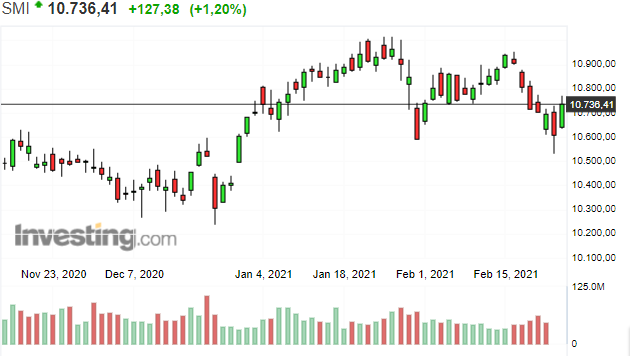 SMI 10.736,41 +127,38 (+1,20%)
10.900,00
10.800,00
10.736,41
10.700,00
10.600,00
10.500,00
10.400,00
10.300,00
10.200,00
10.100,00
Investing.com
Nov 23, 2020 Dec 7, 2020 Jan 4, 2021 Jan 18, 2021 Feb 1, 2021 Feb 15, 2021
125.0M
0